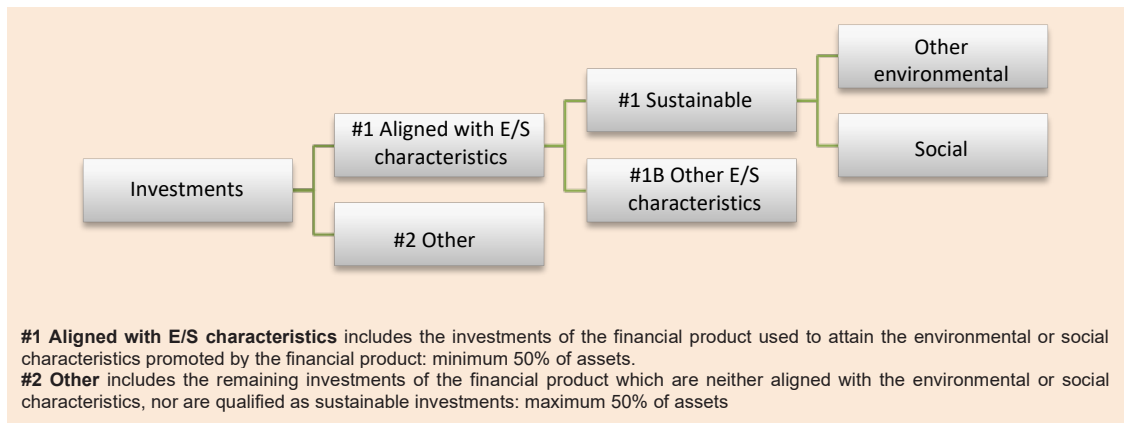 Other
environmental
#1 Sustainable
#1 Aligned with E/S
characteristics
Social
Investments
#1B Other E/S
characteristics
#2 Other
#1 Aligned with E/S characteristics includes the investments of the financial product used to attain the environmental or social
characteristics promoted by the financial product: minimum 50% of assets.
#2 Other includes the remaining investments of the financial product which are neither aligned with the environmental or social
characteristics, nor are qualified as sustainable investments: maximum 50% of assets